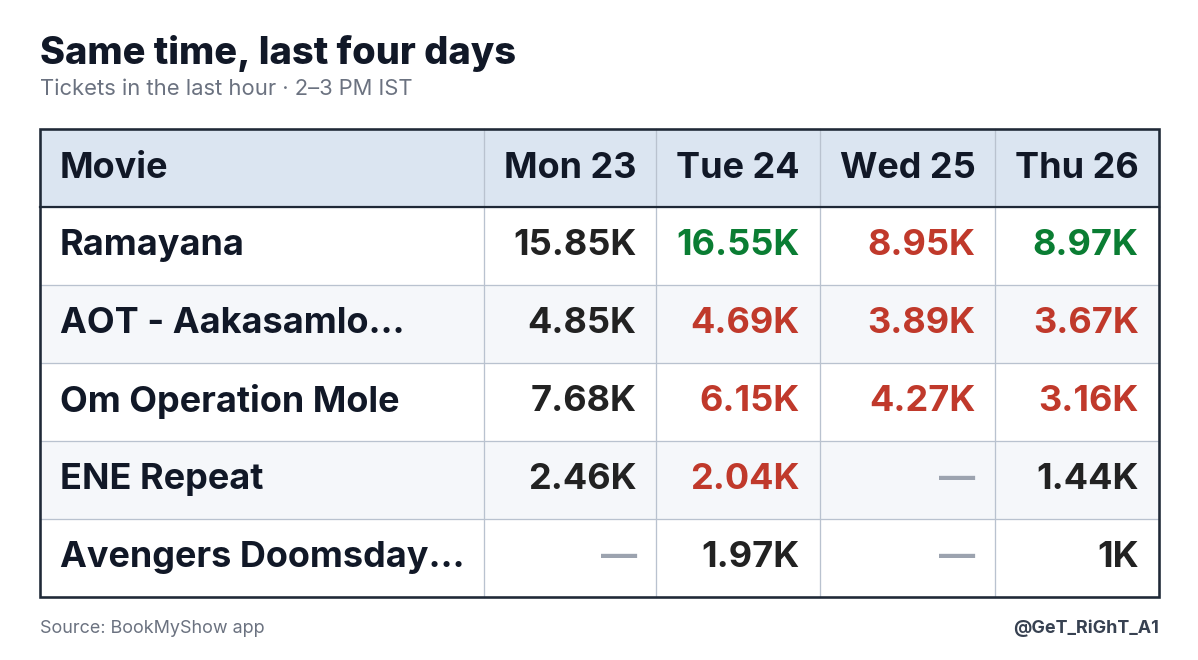 Same time, last four days
Tickets in the last hour · 2–3 PM IST
Movie Mon 23 Tue 24 Wed 25 Thu 26
Ramayana 15.85K 16.55K 8.95K 8.97K
AOT - Aakasamlo... 4.85K 4.69K 3.89K 3.67K
Om Operation Mole 7.68K 6.15K 4.27K 3.16K
ENE Repeat 2.46K 2.04K — 1.44K
Avengers Doomsday... — 1.97K — 1K
Source: BookMyShow app @GeT_RiGhT_A1